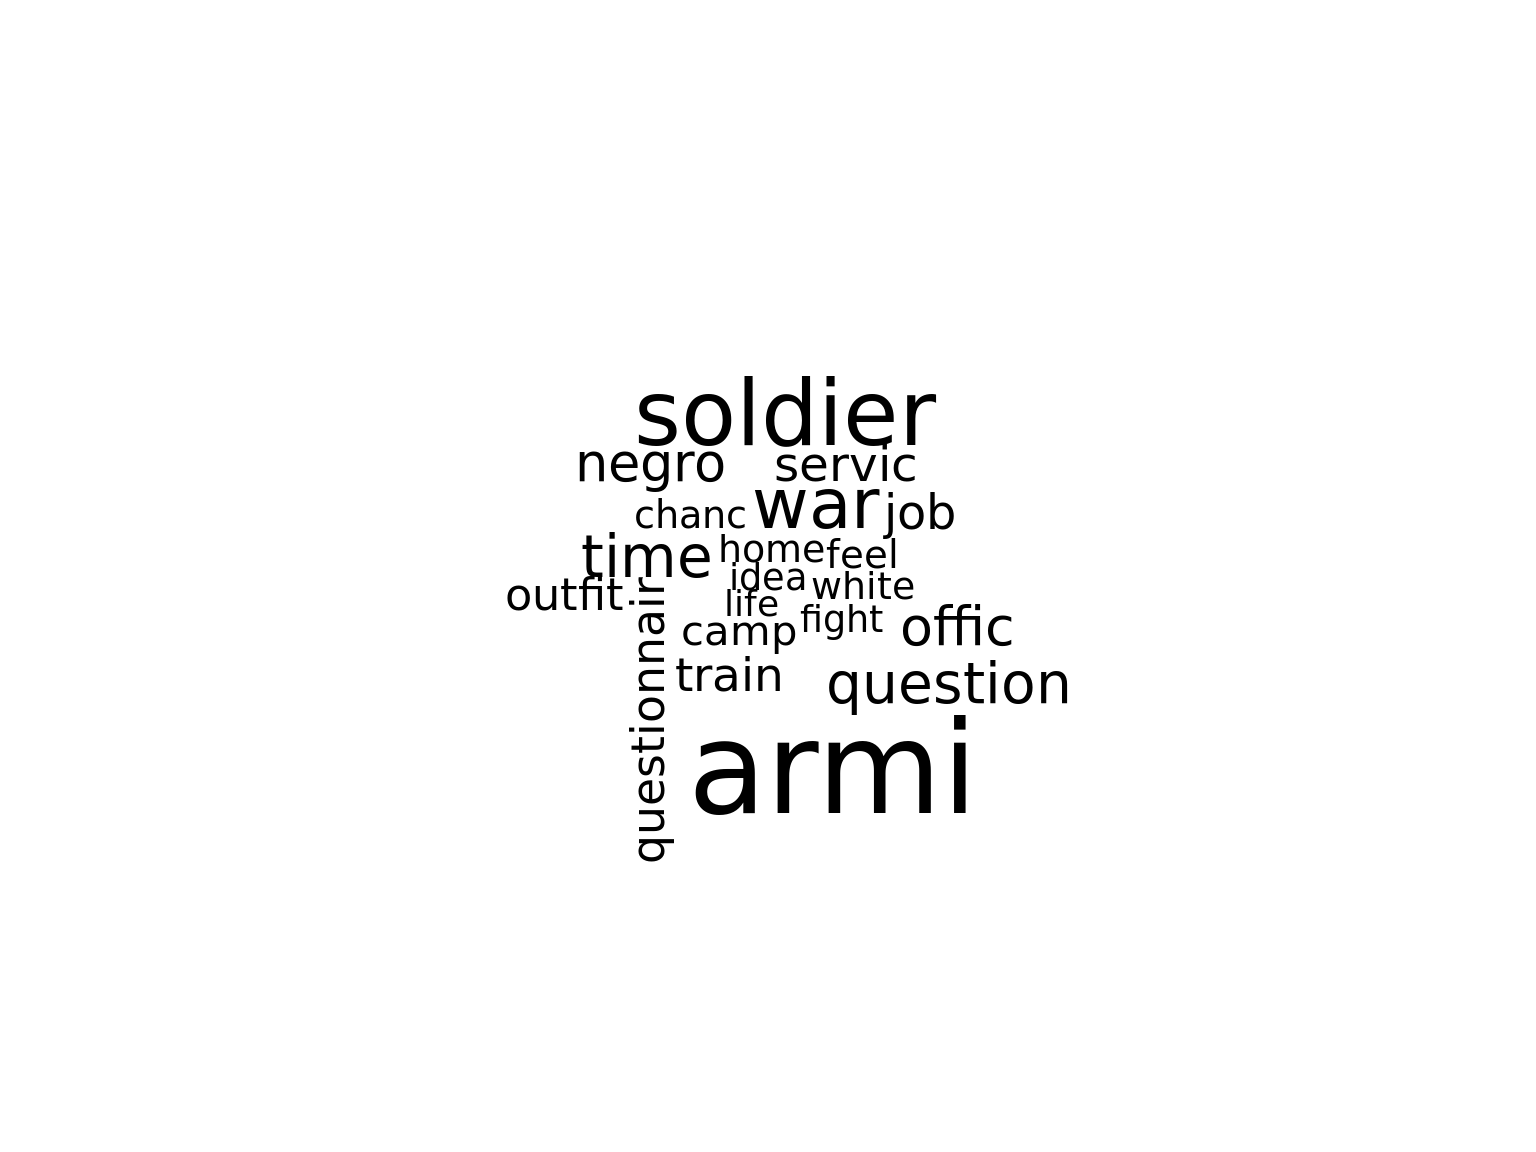 soldier
negro servic
chanc war job
time home feel
idea white
outfit life fight
camp offic
train question
questionnair
armi